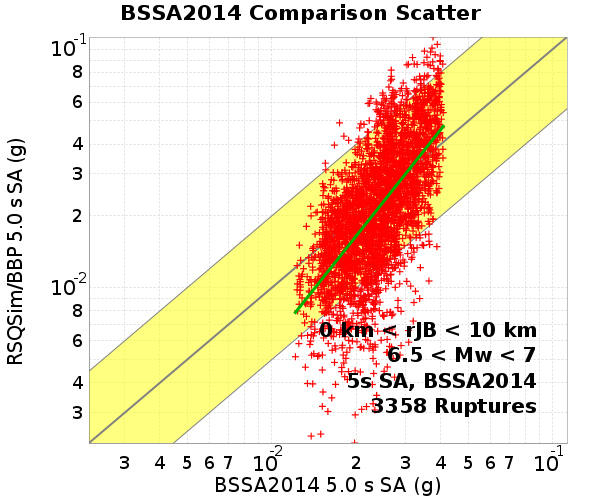 BSSA2014 Comparison Scatter
RSQSim/BBP 5.0 s SA (g)
10-1
8
6
4
3
2
10-2
8
6
4
3
0 km < rJB < 10 km
6.5 < Mw < 7
5s SA, BSSA2014
3358 Ruptures
3 4 5 6 7 10-2 2 3 4 5 6 7 10-1
BSSA2014 5.0 s SA (g)